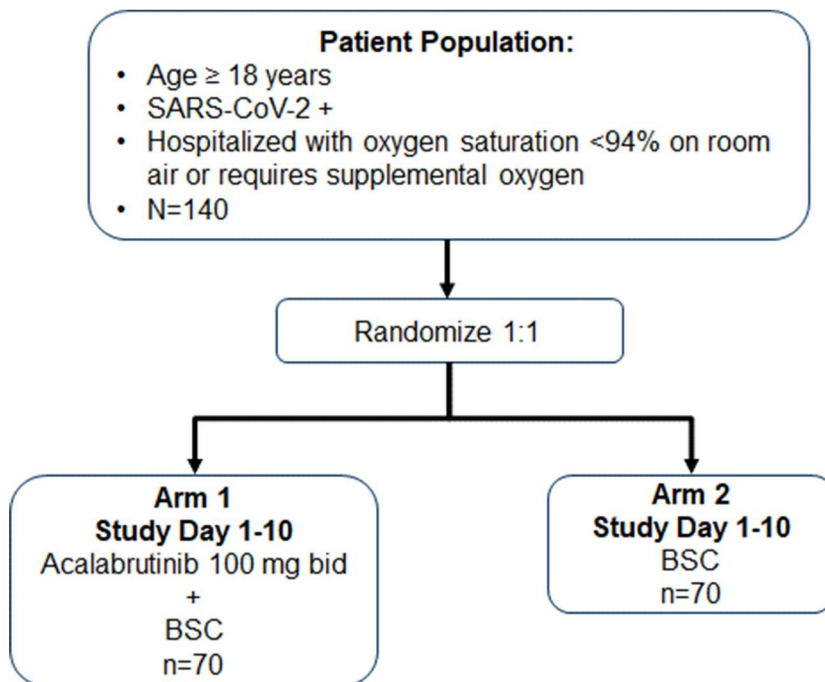 Patient Population:
• Age ≥ 18 years
• SARS-CoV-2 +
• Hospitalized with oxygen saturation <94% on room
air or requires supplemental oxygen
• N=140
Randomize 1:1
Arm 1
Study Day 1-10
Acalabrutinib 100 mg bid
+
BSC
n=70
Arm 2
Study Day 1-10
BSC
n=70